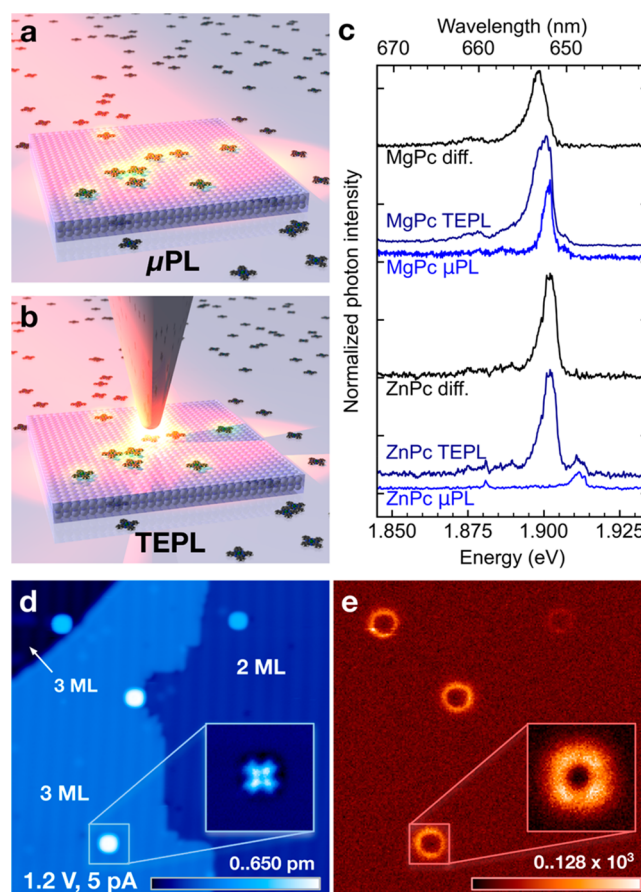 a
μPL
b
TEPL
c
Wavelength (nm)
670 660 650
Normalized photon intensity
MgPc diff.
MgPc TEPL
MgPc μPL
ZnPc diff.
ZnPc TEPL
ZnPc μPL
1.850 1.875 1.900 1.925
Energy (eV)
d
3 ML
2 ML
3 ML
1.2 V, 5 pA
0..650 pm
e
0..128 x 10³